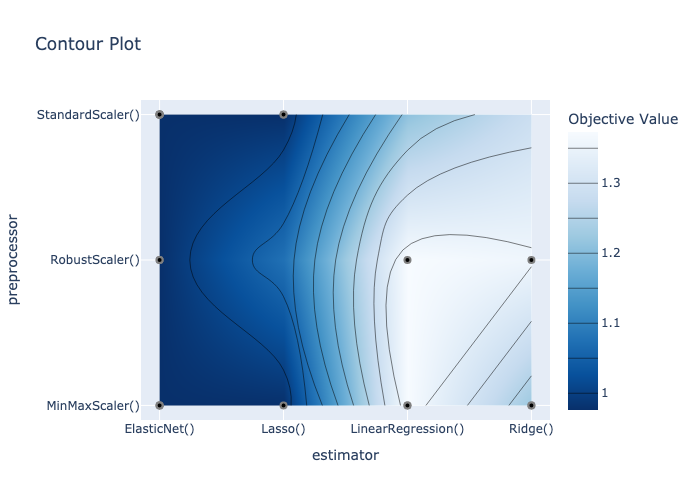 Contour Plot
Objective Value
StandardScaler()
RobustScaler()
MinMaxScaler()
preprocessor
1.3
1.2
1.1
1
ElasticNet()
Lasso()
LinearRegression()
Ridge()
estimator